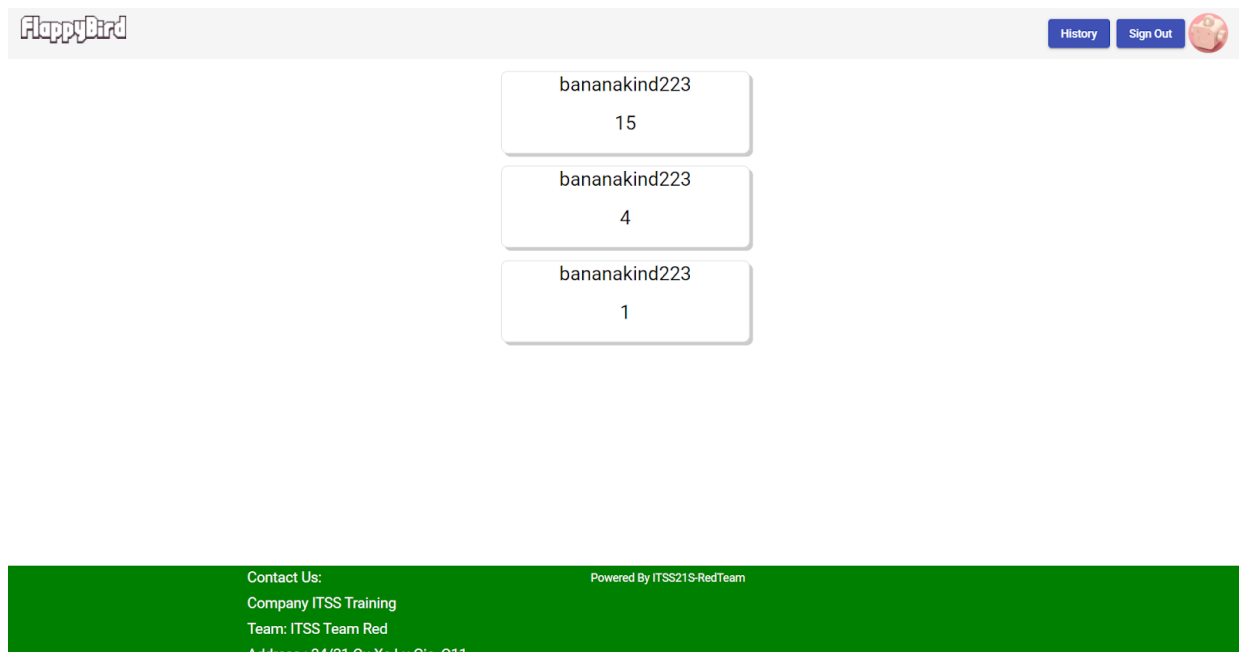 FlappyBird
History
Sign Out
bananakind223
15
bananakind223
4
bananakind223
1
Contact Us:
Powered By ITSS21S-RedTeam
Company ITSS Training
Team: ITSS Team Red